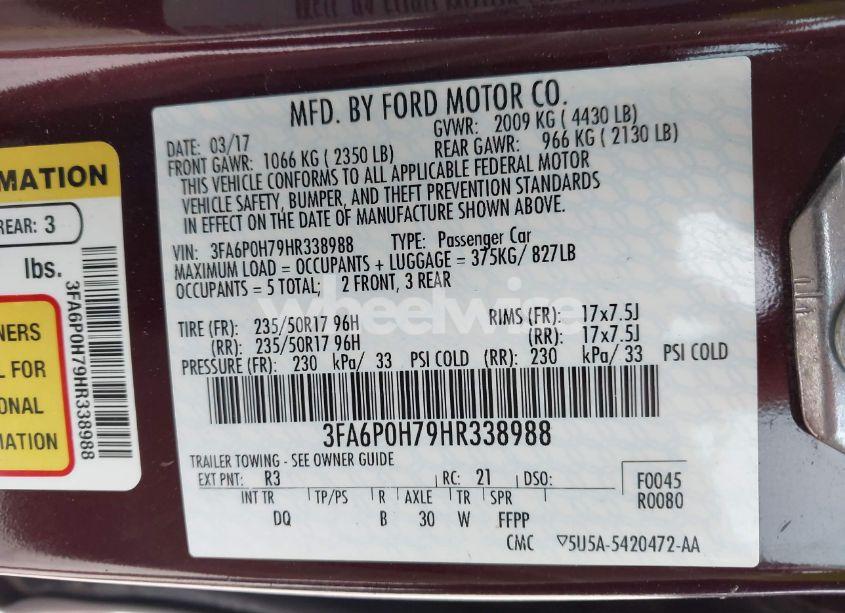 MFD. BY FORD MOTOR CO.
DATE: 03/17 GVWR: 2009 KG ( 4430 LB)
FRONT GAWR: 1066 KG ( 2350 LB) REAR GAWR: 966 KG ( 2130 LB)
THIS VEHICLE CONFORMS TO ALL APPLICABLE FEDERAL MOTOR
VEHICLE SAFETY, BUMPER, AND THEFT PREVENTION STANDARDS
IN EFFECT ON THE DATE OF MANUFACTURE SHOWN ABOVE.
VIN: 3FA6P0H79HR338988 TYPE: Passenger Car
MAXIMUM LOAD = OCCUPANTS + LUGGAGE = 375KG/ 827LB
OCCUPANTS = 5 TOTAL; 2 FRONT, 3 REAR
wheelwise
TIRE (FR): 235/50R17 96H RIMS (FR): 17x7.5J
(RR): 235/50R17 96H (RR): 17x7.5J
PRESSURE (FR): 230 kPa/ 33 PSI COLD (RR): 230 kPa/ 33 PSI COLD
3FA6P0H79HR338988
TRAILER TOWING - SEE OWNER GUIDE
EXT PNT: R3 RC: 21 DSO: F0045
R0080
INT TR TP/PS R AXLE TR SPR
DQ B 30 W FFPP
CMC ▽5U5A-5420472-AA
MATION
REAR: 3
lbs.
3FA6P0H79HR338988
NERS
L FOR
ONAL
MATION